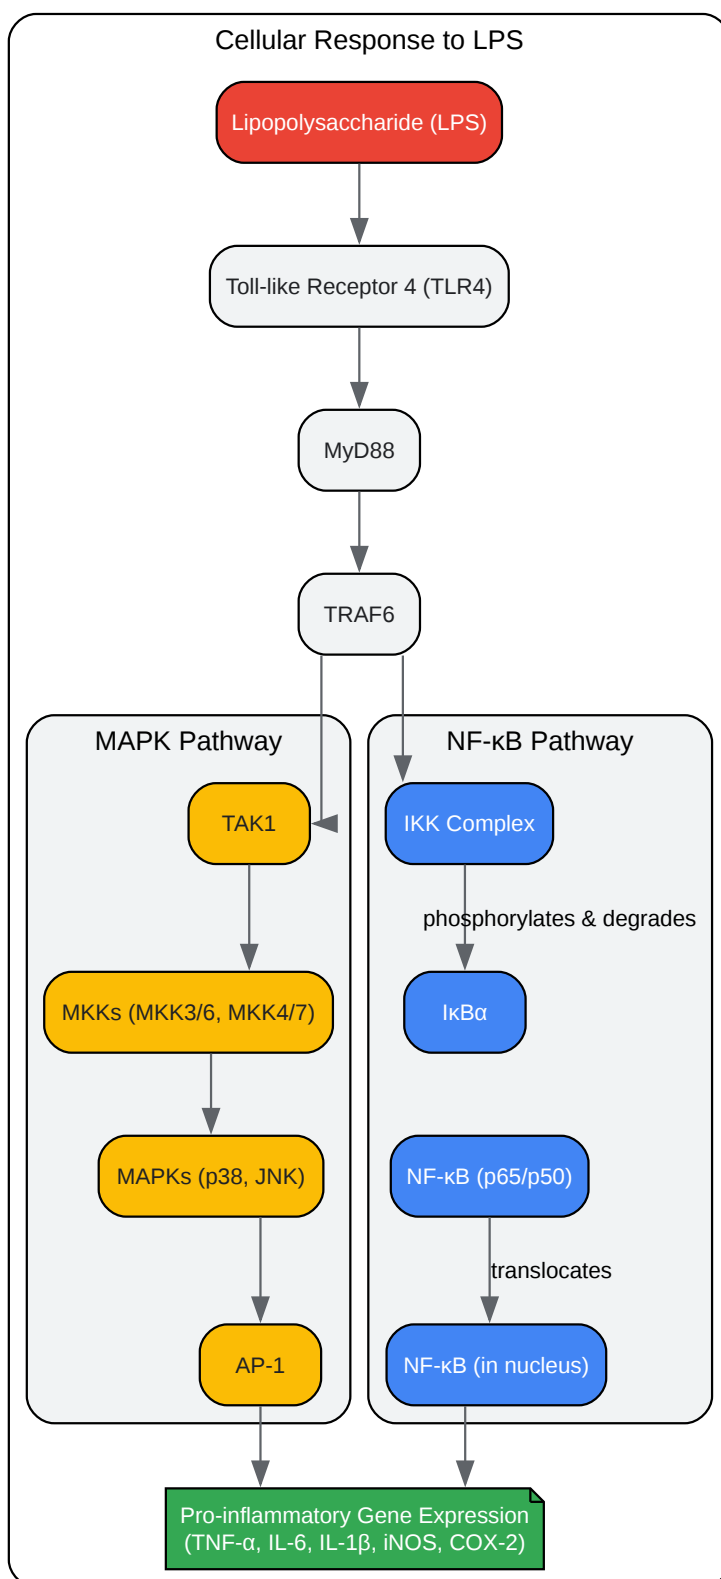 Cellular Response to LPS
Lipopolysaccharide (LPS)
Toll-like Receptor 4 (TLR4)
MyD88
TRAF6
MAPK Pathway
TAK1
MKKs (MKK3/6, MKK4/7)
MAPKs (p38, JNK)
AP-1
NF-κB Pathway
IKK Complex
phosphorylates & degrades
IκBα
NF-κB (p65/p50)
translocates
NF-κB (in nucleus)
Pro-inflammatory Gene Expression
(TNF-α, IL-6, IL-1β, iNOS, COX-2)